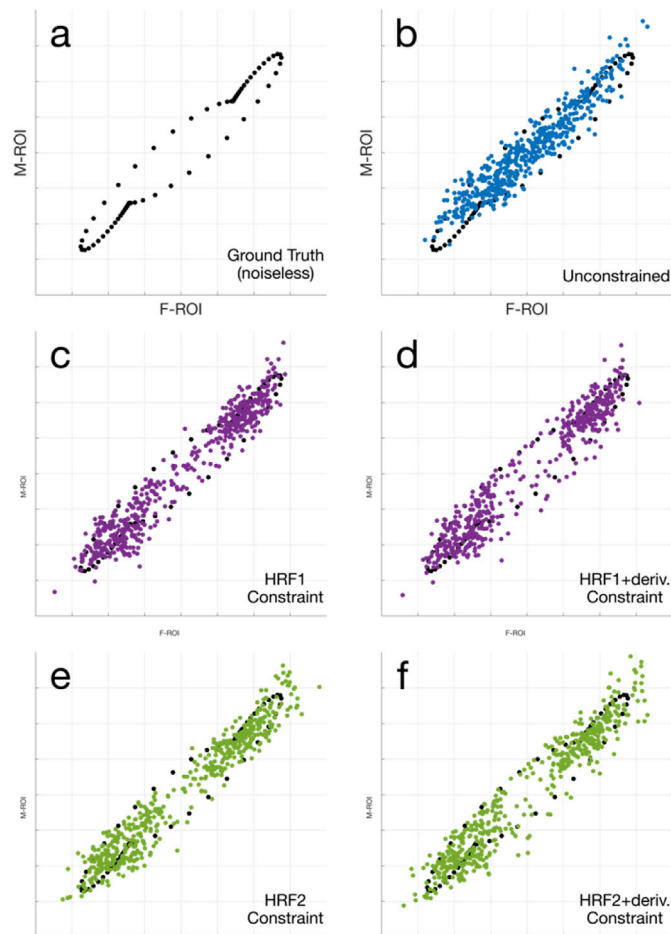 a
M-ROI
Ground Truth
(noiseless)
F-ROI
b
M-ROI
Unconstrained
F-ROI
c
M-ROI
HRF1
Constraint
F-ROI
d
M-ROI
HRF1+deriv.
Constraint
F-ROI
e
M-ROI
HRF2
Constraint
f
M-ROI
HRF2+deriv.
Constraint